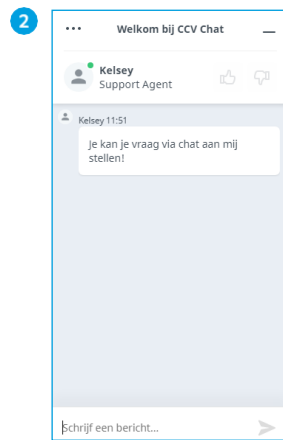 2
Welkom bij CCV Chat
Kelsey
Support Agent
Kelsey 11:51
Je kan je vraag via chat aan mij
stellen!
Schrijf een bericht...